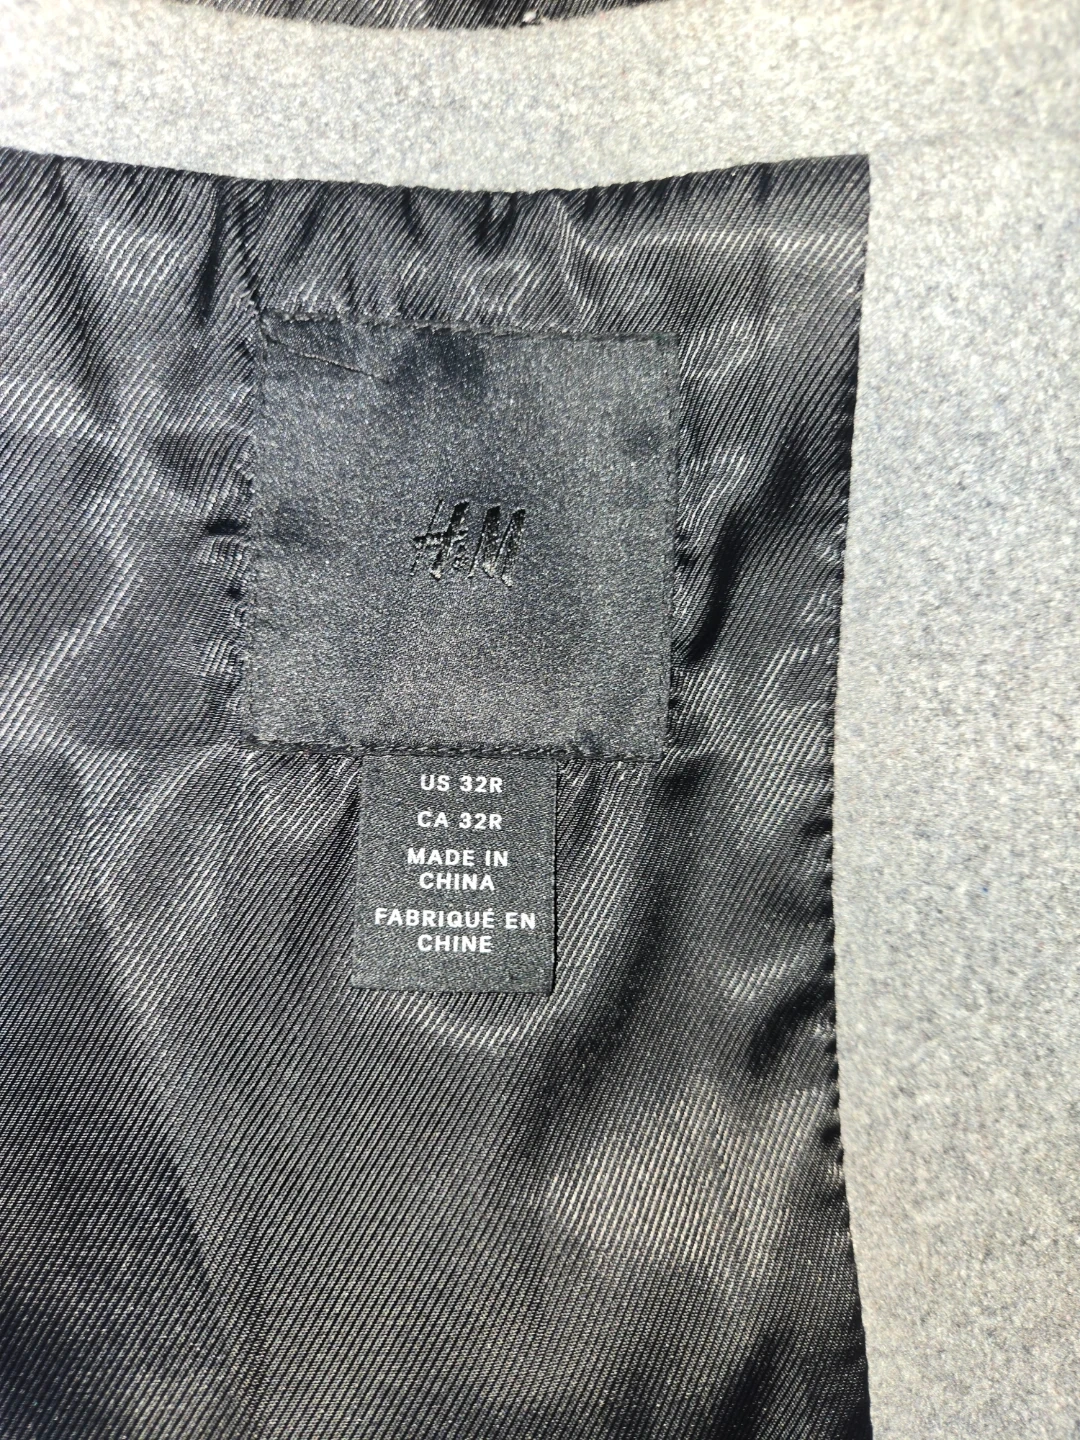 H&M
US 32R
CA 32R
MADE IN
CHINA
FABRIQUÉ EN
CHINE